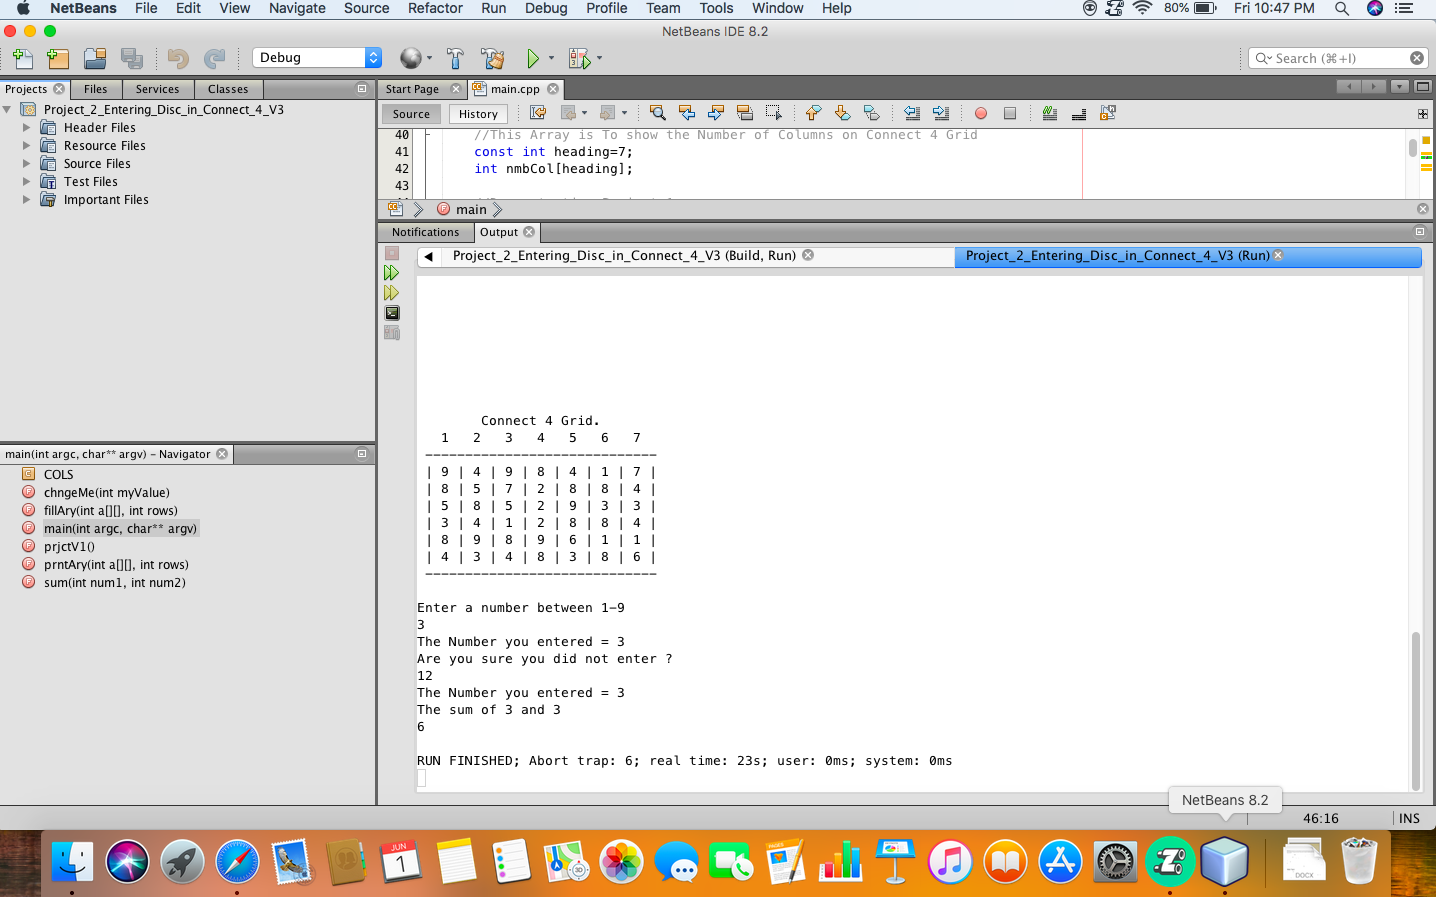 NetBeans File Edit View Navigate Source Refactor Run Debug Profile Team Tools Window Help 80% Fri 10:47 PM
NetBeans IDE 8.2
Debug
Search (⌘+I)
Projects Files Services Classes
Start Page main.cpp
Project_2_Entering_Disc_in_Connect_4_V3
Header Files
Resource Files
Source Files
Test Files
Important Files
Source History
40 //This Array is To show the Number of Columns on Connect 4 Grid
41 const int heading=7;
42 int nmbCol[heading];
43
main
Notifications Output
Project_2_Entering_Disc_in_Connect_4_V3 (Build, Run) Project_2_Entering_Disc_in_Connect_4_V3 (Run)
main(int argc, char** argv) - Navigator
COLS
chngeMe(int myValue)
fillAry(int a[][], int rows)
main(int argc, char** argv)
prjctV1()
prntAry(int a[][], int rows)
sum(int num1, int num2)
Connect 4 Grid.
1 2 3 4 5 6 7
-----------------------------
| 9 | 4 | 9 | 8 | 4 | 1 | 7 |
| 8 | 5 | 7 | 2 | 8 | 8 | 4 |
| 5 | 8 | 5 | 2 | 9 | 3 | 3 |
| 3 | 4 | 1 | 2 | 8 | 8 | 4 |
| 8 | 9 | 8 | 9 | 6 | 1 | 1 |
| 4 | 3 | 4 | 8 | 3 | 8 | 6 |
-----------------------------
Enter a number between 1-9
3
The Number you entered = 3
Are you sure you did not enter ?
12
The Number you entered = 3
The sum of 3 and 3
6
RUN FINISHED; Abort trap: 6; real time: 23s; user: 0ms; system: 0ms
NetBeans 8.2
46:16 INS
JUN
1
3D
PAGES
DOCX